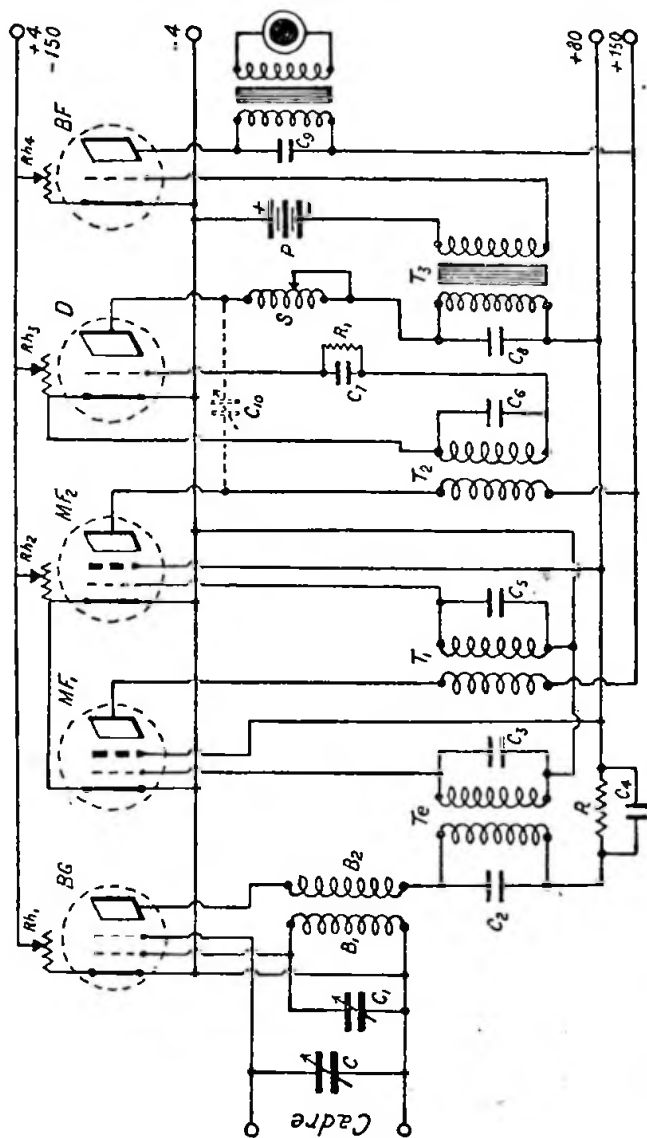 +4
-150
-4
+80
+150
Rh1
BG
MF1
Rh2
MF2
Rh3
D
Rh4
BF
C9
P
+
-
S
T3
C8
R1
C7
C10
C6
T2
C5
T1
C3
Te
C2
R
C4
B2
B1
C1
C
Cadre